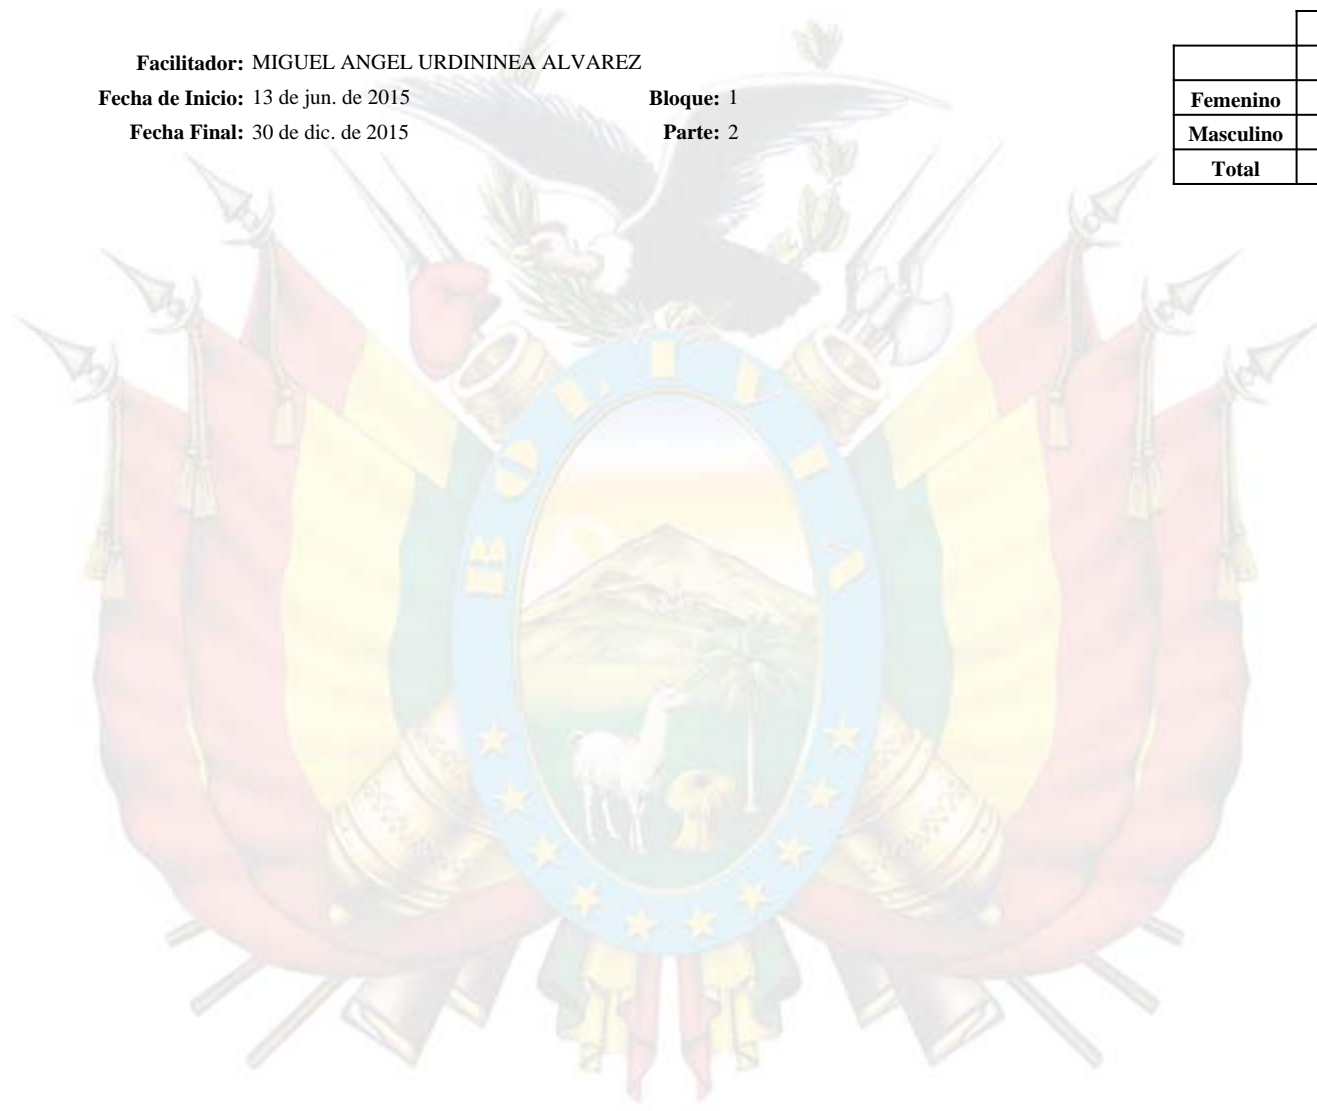 Facilitador: MIGUEL ANGEL URDININEA ALVAREZ
Fecha de Inicio: 13 de jun. de 2015 Bloque: 1
Fecha Final: 30 de dic. de 2015 Parte: 2
Femenino
Masculino
Total
BOLIVIA